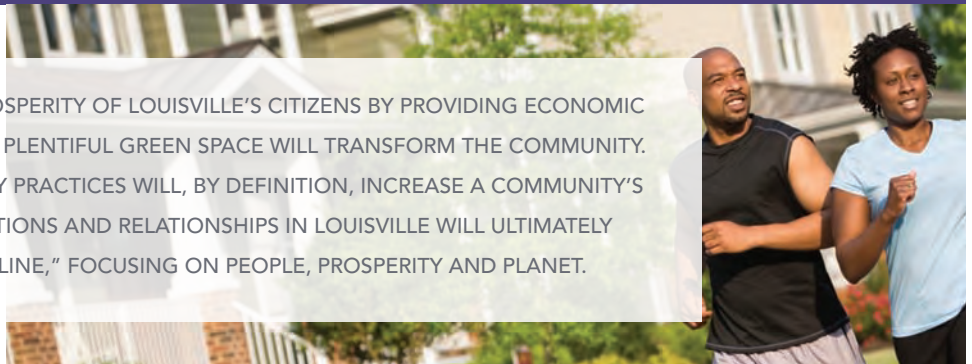 OSPERITY OF LOUISVILLE'S CITIZENS BY PROVIDING ECONOMIC
PLENTIFUL GREEN SPACE WILL TRANSFORM THE COMMUNITY.
Y PRACTICES WILL, BY DEFINITION, INCREASE A COMMUNITY'S
TIONS AND RELATIONSHIPS IN LOUISVILLE WILL ULTIMATELY
LINE,” FOCUSING ON PEOPLE, PROSPERITY AND PLANET.